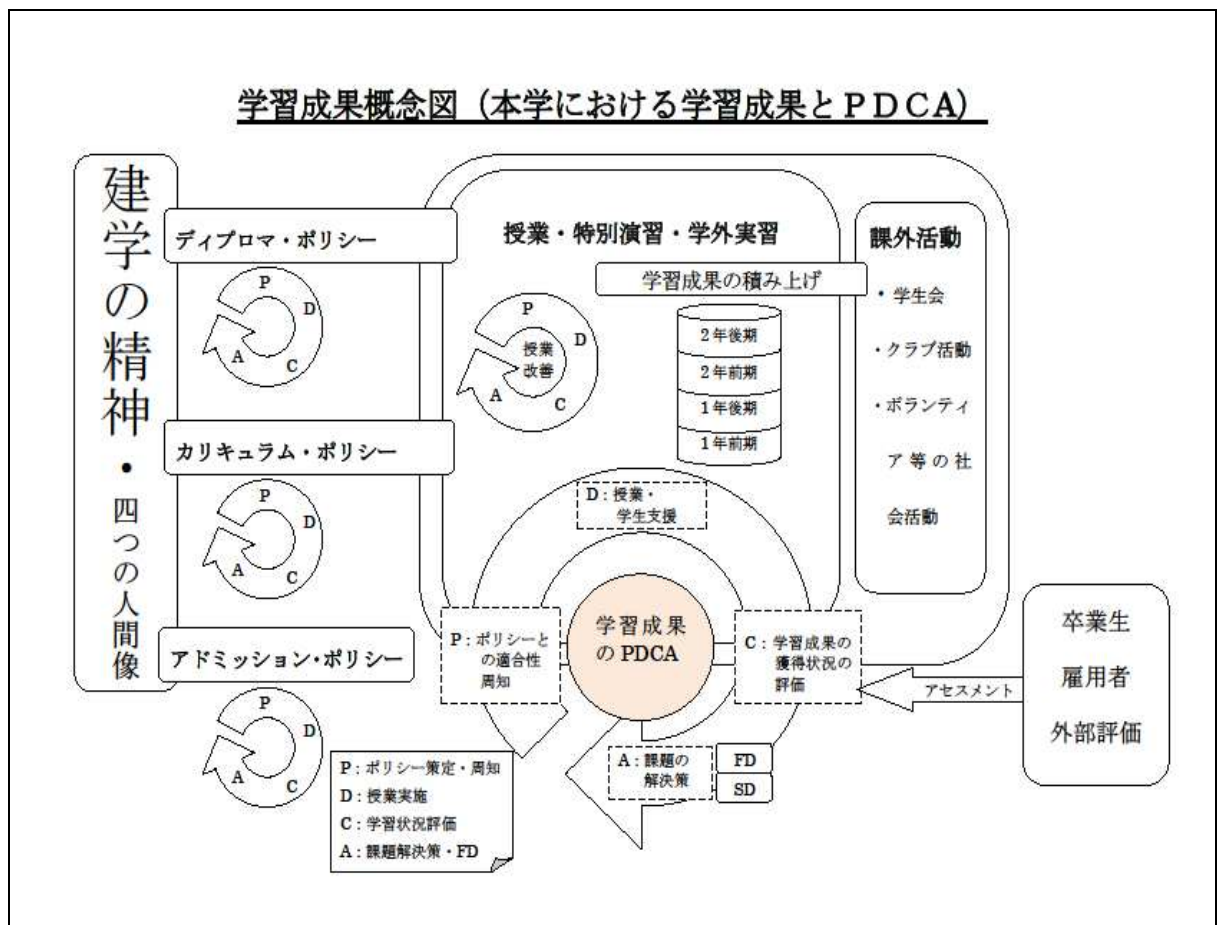 学習成果概念図（本学における学習成果とＰＤＣＡ）
建学の精神・四つの人間像
ディプロマ・ポリシー
P
D
C
A
カリキュラム・ポリシー
P
D
C
A
アドミッション・ポリシー
P
D
C
A
授業・特別演習・学外実習
学習成果の積み上げ
P
D
C
A
授業
改善
２年後期
２年前期
１年後期
１年前期
課外活動
・学生会
・クラブ活動
・ボランティ
ア等の社
会活動
D：授業・
学生支援
P：ポリシーと
の適合性
周知
学習成果
の PDCA
C：学習成果の
獲得状況の
評価
A：課題の
解決策
FD
SD
アセスメント
卒業生
雇用者
外部評価
P：ポリシー策定・周知
D：授業実施
C：学習状況評価
A：課題解決策・FD